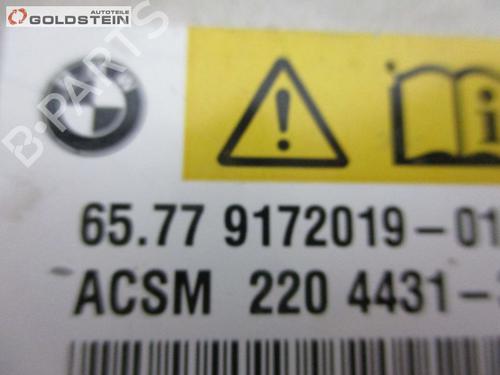 AUTOTEILE
GOLDSTEIN
B-PARTS
65.77 9172019-01
ACSM 220 4431-